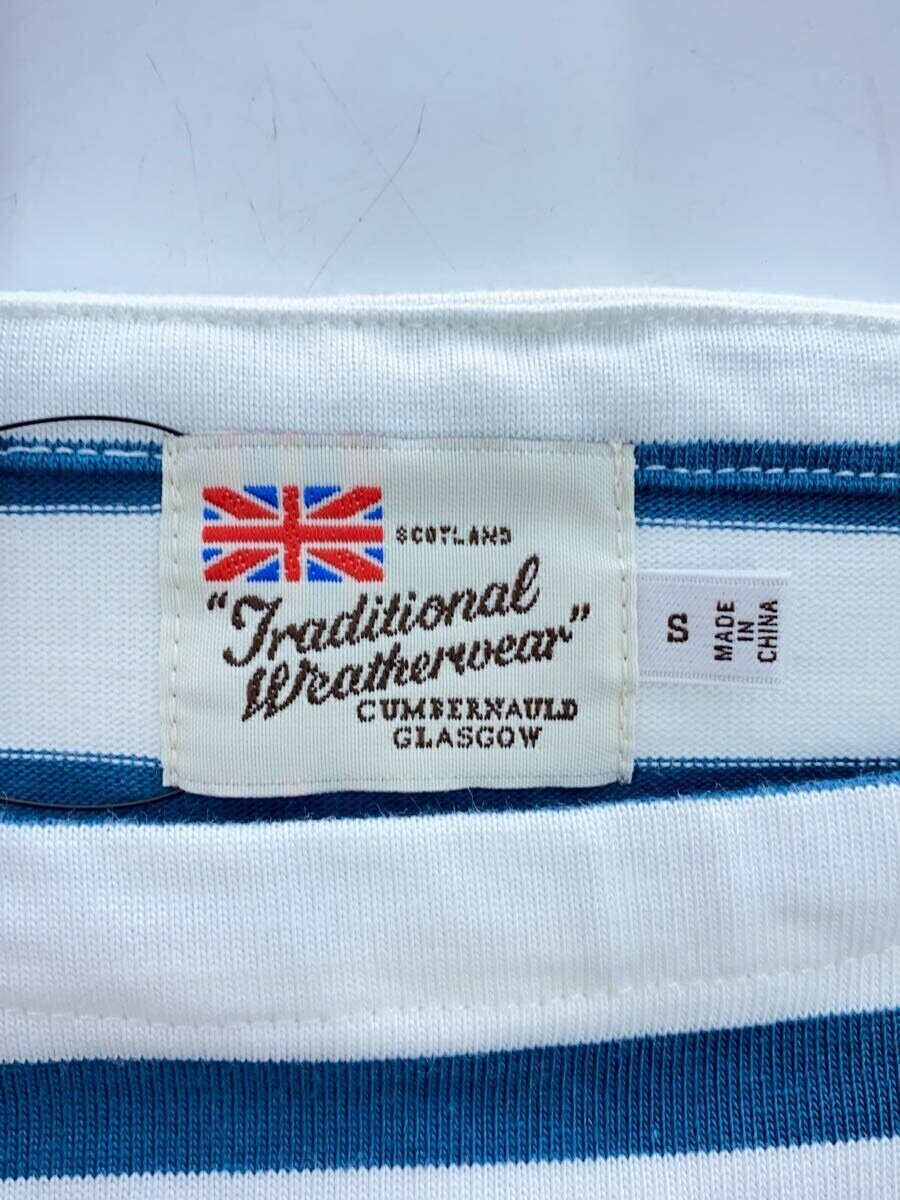 SCOTLAND
"Traditional
Weatherwear"
CUMBERNAULD
GLASGOW
S
MADE
IN
CHINA